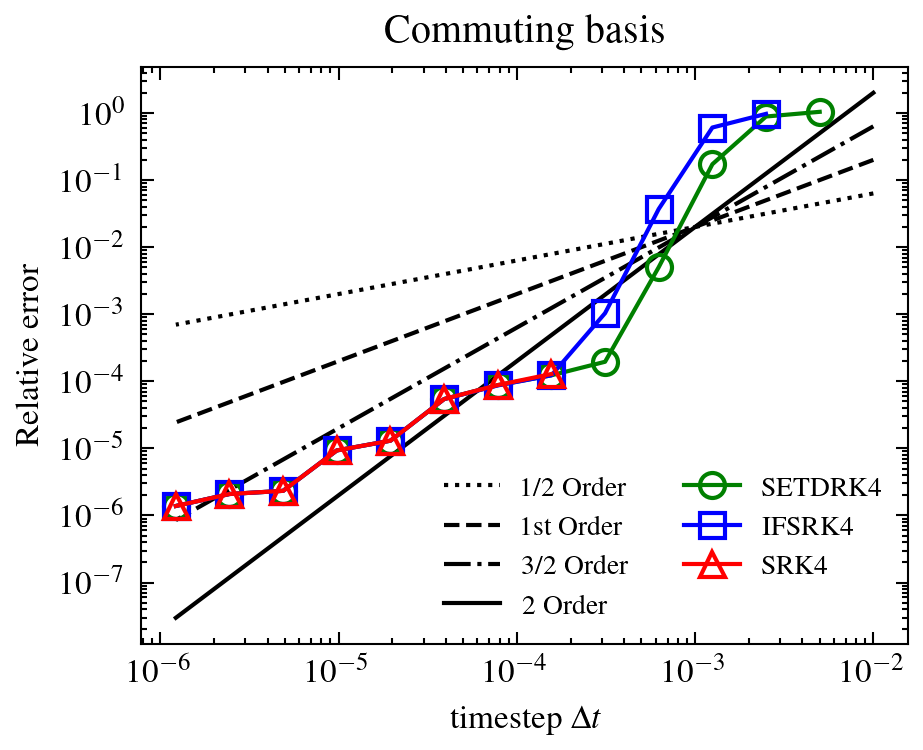 Commuting basis
Relative error
10⁰
10⁻¹
10⁻²
10⁻³
10⁻⁴
10⁻⁵
10⁻⁶
10⁻⁷
1/2 Order
1st Order
3/2 Order
2 Order
SETDRK4
IFSRK4
SRK4
10⁻⁶
10⁻⁵
10⁻⁴
10⁻³
10⁻²
timestep Δt